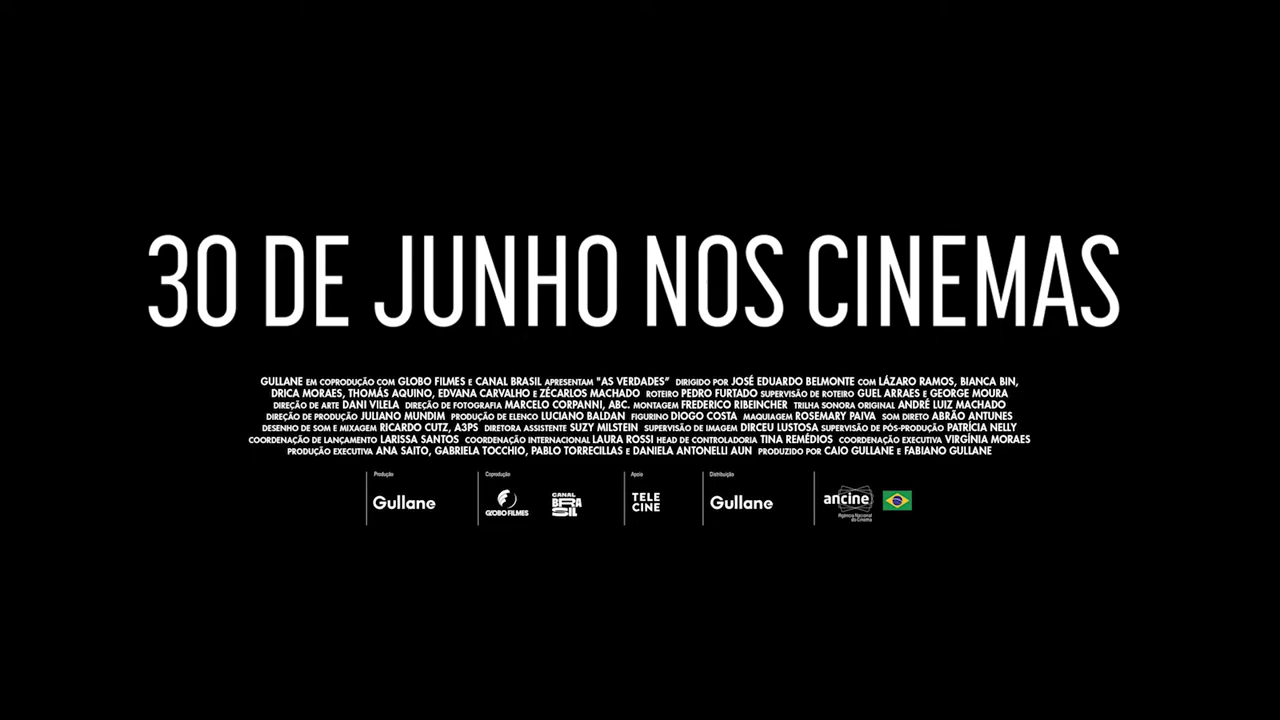 30 DE JUNHO NOS CINEMAS
GULLANE EM COPRODUÇÃO COM GLOBO FILMES E CANAL BRASIL APRESENTAM "AS VERDADES" DIRIGIDO POR JOSÉ EDUARDO BELMONTE COM LÁZARO RAMOS, BIANCA BIN,
DRICA MORAES, THOMÁS AQUINO, EDVANA CARVALHO E ZÉCARLOS MACHADO ROTEIRO PEDRO FURTADO SUPERVISÃO DE ROTEIRO GUEL ARRAES E GEORGE MOURA
DIREÇÃO DE ARTE DANI VILELA DIREÇÃO DE FOTOGRAFIA MARCELO CORPANNI, ABC. MONTAGEM FREDERICO RIBEINCHER TRILHA SONORA ORIGINAL ANDRÉ LUIZ MACHADO
DIREÇÃO DE PRODUÇÃO JULIANO MUNDIM PRODUÇÃO DE ELENCO LUCIANO BALDAN FIGURINO DIOGO COSTA MAQUIAGEM ROSEMARY PAIVA SOM DIRETO ABRÃO ANTUNES
DESENHO DE SOM E MIXAGEM RICARDO CUTZ, A3PS DIRETORA ASSISTENTE SUZY MILSTEIN SUPERVISÃO DE IMAGEM DIRCEU LUSTOSA SUPERVISÃO DE PÓS-PRODUÇÃO PATRÍCIA NELLY
COORDENAÇÃO DE LANÇAMENTO LARISSA SANTOS COORDENAÇÃO INTERNACIONAL LAURA ROSSI HEAD DE CONTROLADORIA TINA REMÉDIOS COORDENAÇÃO EXECUTIVA VIRGÍNIA MORAES
PRODUÇÃO EXECUTIVA ANA SAITO, GABRIELA TOCCHIO, PABLO TORRECILLAS E DANIELA ANTONELLI AUN PRODUZIDO POR CAIO GULLANE E FABIANO GULLANE
Produção Coprodução Apoio Distribuição
Gullane GLOBO FILMES CANAL BRASIL TELE CINE Gullane ancine
Agência Nacional do Cinema